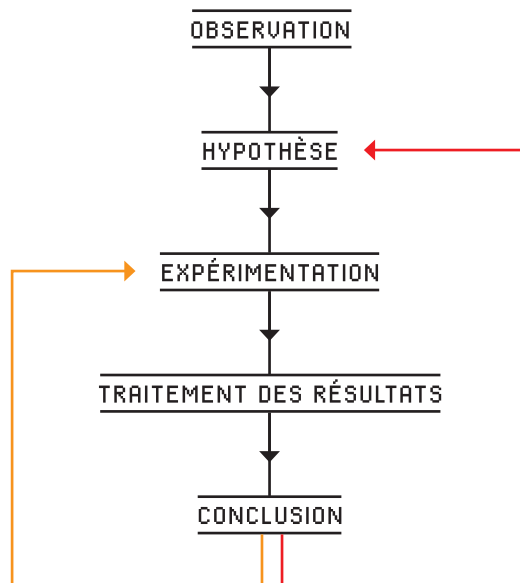 OBSERVATION
HYPOTHÈSE
EXPÉRIMENTATION
TRAITEMENT DES RÉSULTATS
CONCLUSION